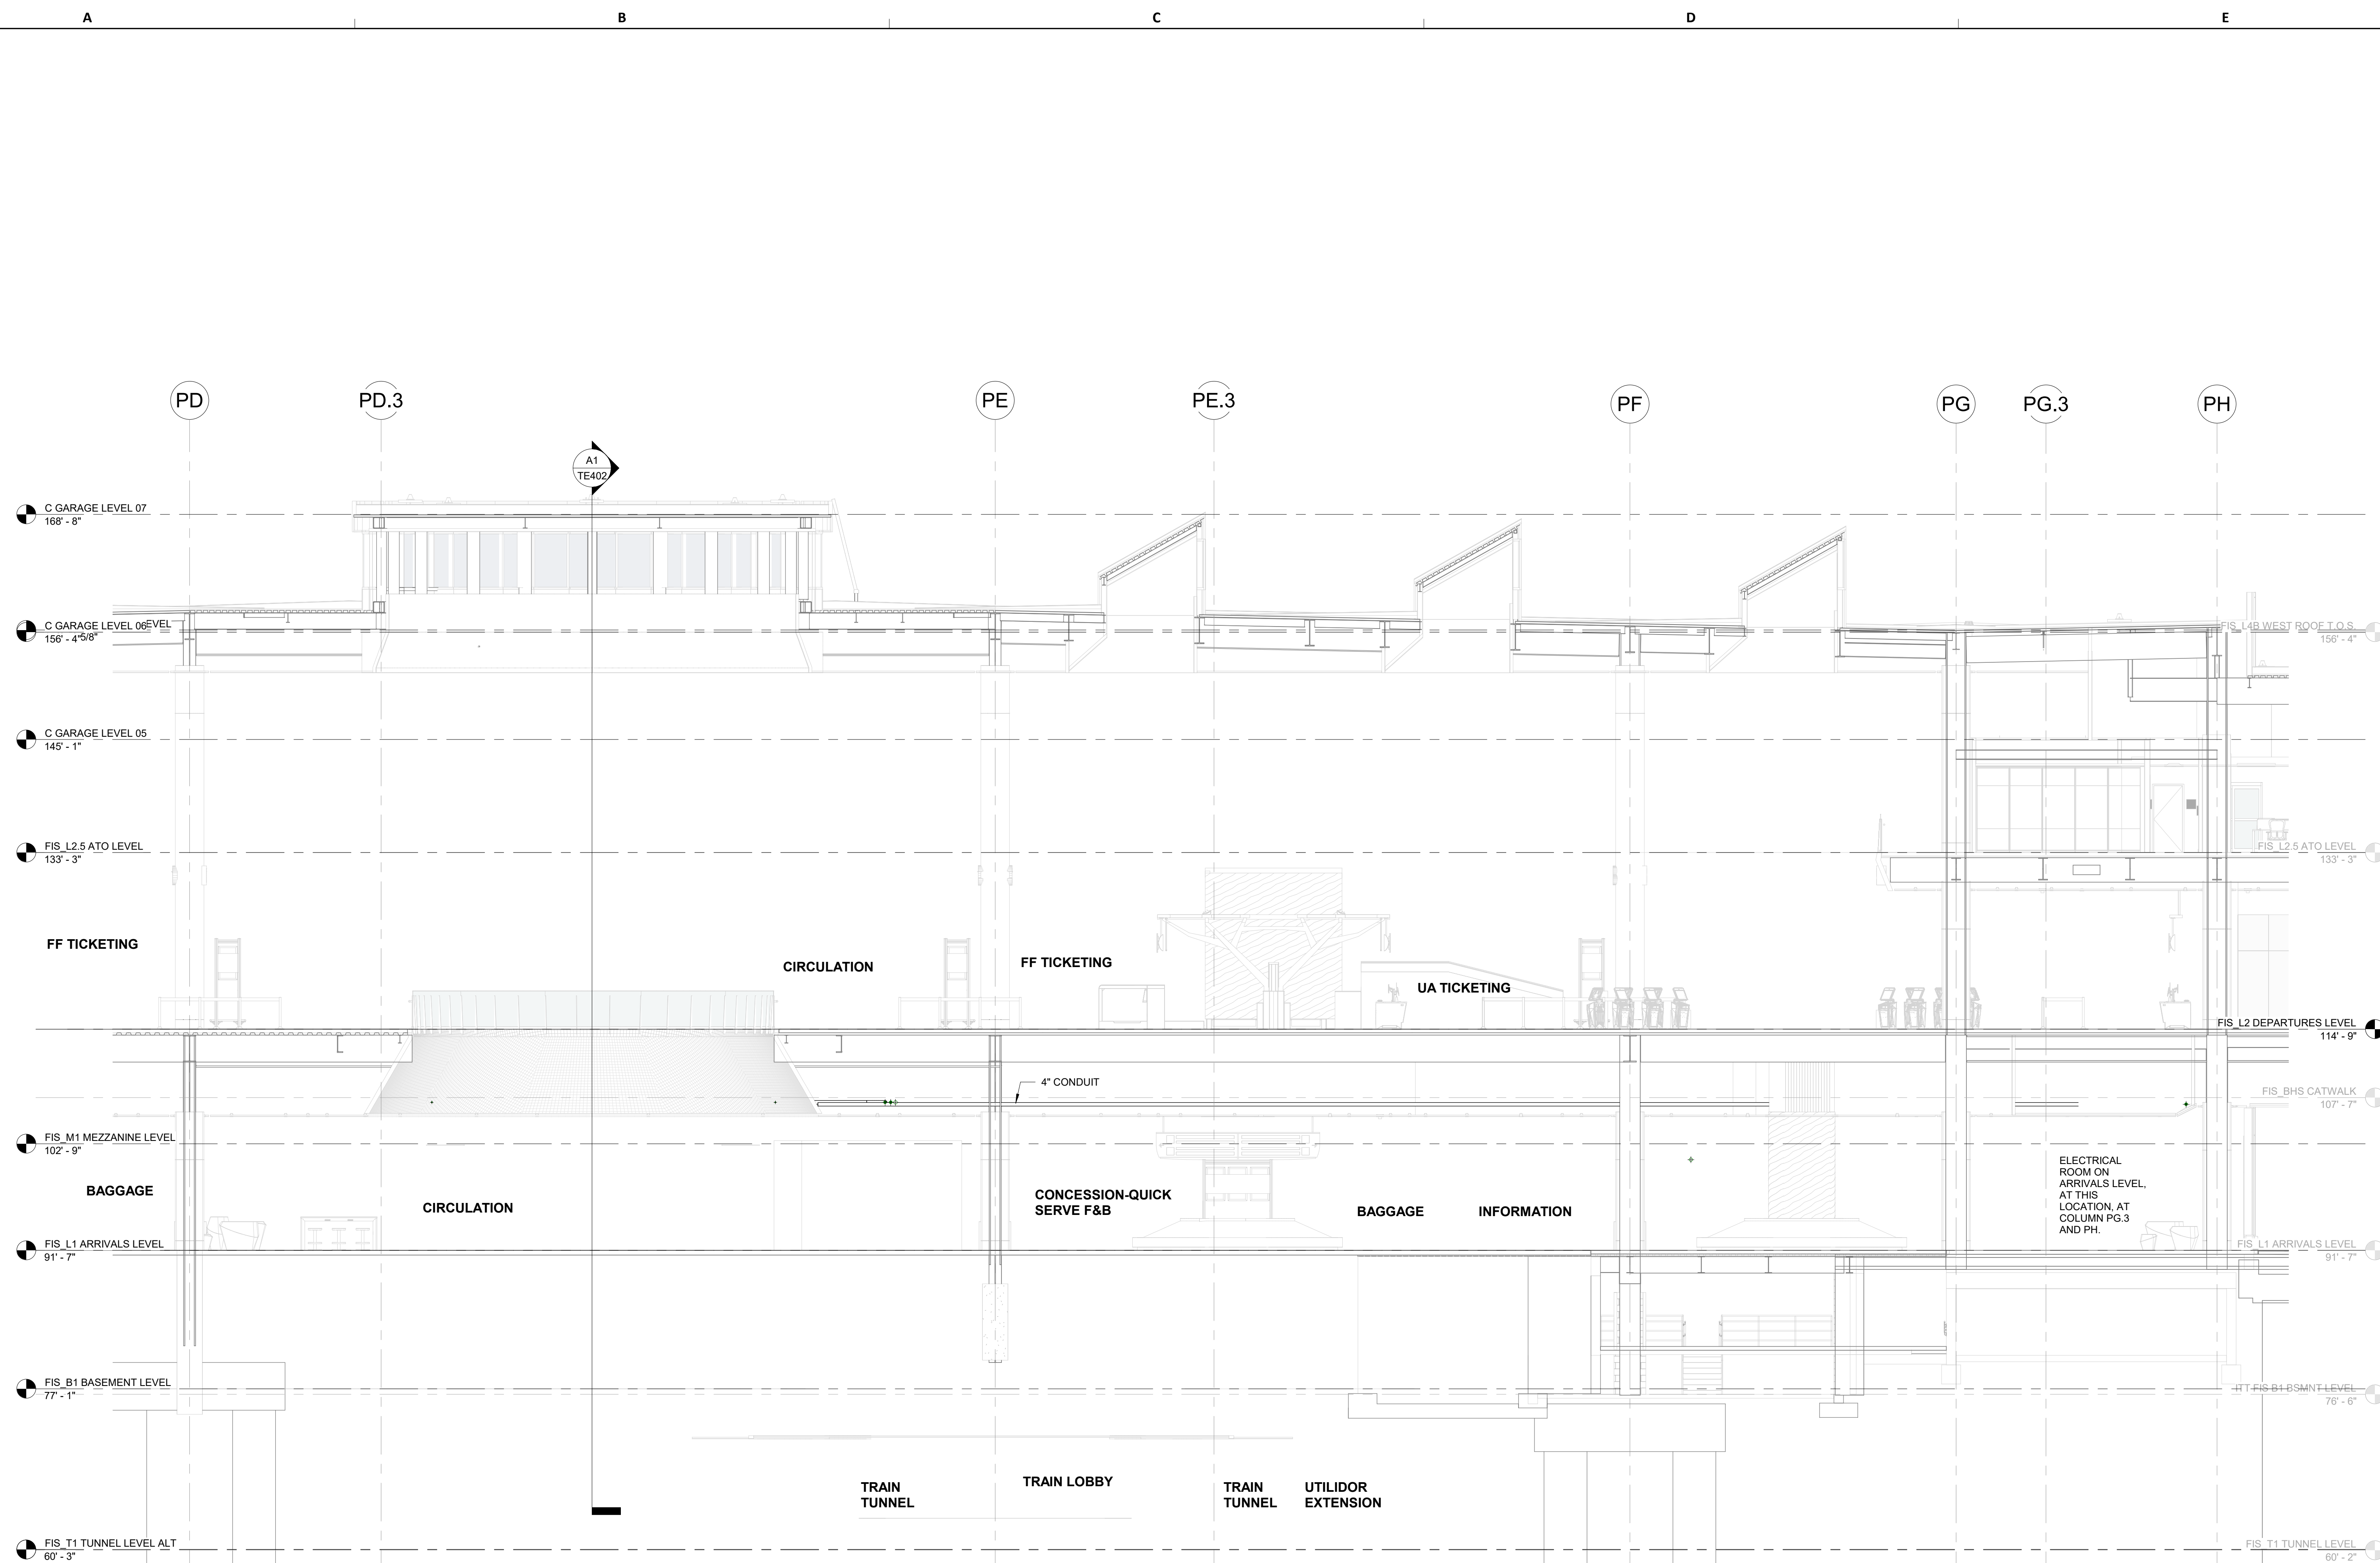 A B C D E
PD PD.3 PE PE.3 PF PG PG.3 PH
A1
TE402
C GARAGE LEVEL 07
168' - 8"
C GARAGE LEVEL 06 EVEL
156' - 4" 5/8"
FIS_L4B WEST ROOF T.O.S.
156' - 4"
C GARAGE LEVEL 05
145' - 1"
FIS_L2.5 ATO LEVEL
133' - 3"
FIS_L2.5 ATO LEVEL
133' - 3"
FF TICKETING
CIRCULATION
FF TICKETING
UA TICKETING
FIS_L2 DEPARTURES LEVEL
114' - 9"
4" CONDUIT
FIS_BHS CATWALK
107' - 7"
FIS_M1 MEZZANINE LEVEL
102' - 9"
BAGGAGE
CIRCULATION
CONCESSION-QUICK
SERVE F&B
BAGGAGE
INFORMATION
ELECTRICAL
ROOM ON
ARRIVALS LEVEL,
AT THIS
LOCATION, AT
COLUMN PG.3
AND PH.
FIS_L1 ARRIVALS LEVEL
91' - 7"
FIS_L1 ARRIVALS LEVEL
91' - 7"
FIS_B1 BASEMENT LEVEL
77' - 1"
ITT FIS B1 BSMNT LEVEL
76' - 6"
TRAIN
TUNNEL
TRAIN LOBBY
TRAIN
TUNNEL
UTILIDOR
EXTENSION
FIS_T1 TUNNEL LEVEL ALT
60' - 3"
FIS_T1 TUNNEL LEVEL
60' - 2"